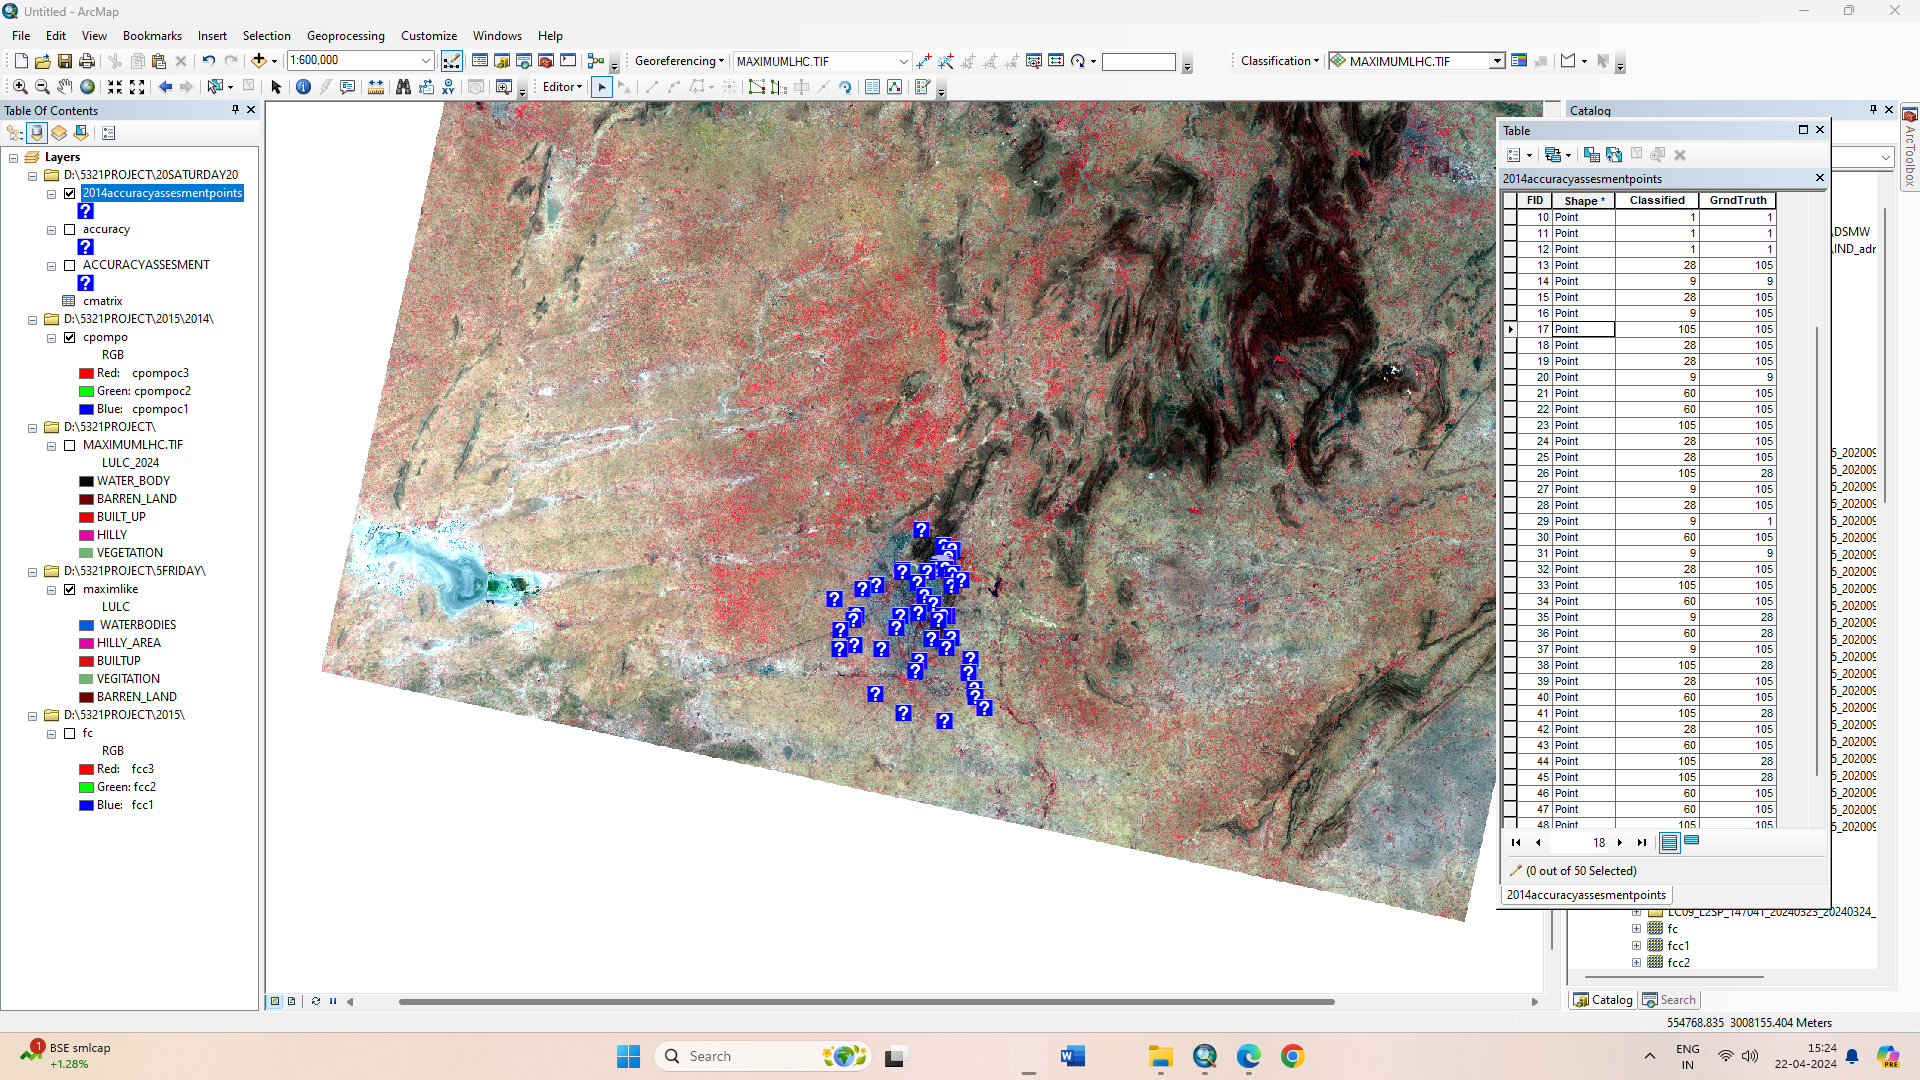 Untitled - ArcMap
File Edit View Bookmarks Insert Selection Geoprocessing Customize Windows Help
1:600,000
Georeferencing
MAXIMUMLHC.TIF
Classification
MAXIMUMLHC.TIF
Editor
Table Of Contents
Layers
D:\5321PROJECT\20SATURDAY20
2014accuracyassesmentpoints
?
accuracy
?
ACCURACYASSESMENT
?
cmatrix
D:\5321PROJECT\2015\2014\
cpompo
RGB
Red: cpompoc3
Green: cpompoc2
Blue: cpompoc1
D:\5321PROJECT\
MAXIMUMLHC.TIF
LULC_2024
WATER_BODY
BARREN_LAND
BUILT_UP
HILLY
VEGETATION
D:\5321PROJECT\5FRIDAY\
maximlike
LULC
WATERBODIES
HILLY_AREA
BUILTUP
VEGITATION
BARREN_LAND
D:\5321PROJECT\2015\
fc
RGB
Red: fcc3
Green: fcc2
Blue: fcc1
Catalog
ArcToolbox
Table
2014accuracyassesmentpoints
FID Shape * Classified GrndTruth
10 Point 1 1
11 Point 1 1
12 Point 1 1
13 Point 28 105
14 Point 9 9
15 Point 28 105
16 Point 9 105
17 Point 105 105
18 Point 28 105
19 Point 28 105
20 Point 9 9
21 Point 60 105
22 Point 60 105
23 Point 105 105
24 Point 28 105
25 Point 28 105
26 Point 105 28
27 Point 9 105
28 Point 28 105
29 Point 9 1
30 Point 60 105
31 Point 9 9
32 Point 28 105
33 Point 105 105
34 Point 60 105
35 Point 9 28
36 Point 60 28
37 Point 9 105
38 Point 105 28
39 Point 28 105
40 Point 60 105
41 Point 105 28
42 Point 28 105
43 Point 60 105
44 Point 105 28
45 Point 105 28
46 Point 60 105
47 Point 60 105
48 Point 105 105
18
(0 out of 50 Selected)
2014accuracyassesmentpoints
\DSMW
\IND_adr
5_202009
LC09_L2SP_147041_20240323_20240324_
fc
fcc1
fcc2
Catalog
Search
554768.835 3008155.404 Meters
1
BSE smlcap
+1.28%
Search
ENG
IN
15:24
22-04-2024
PRE